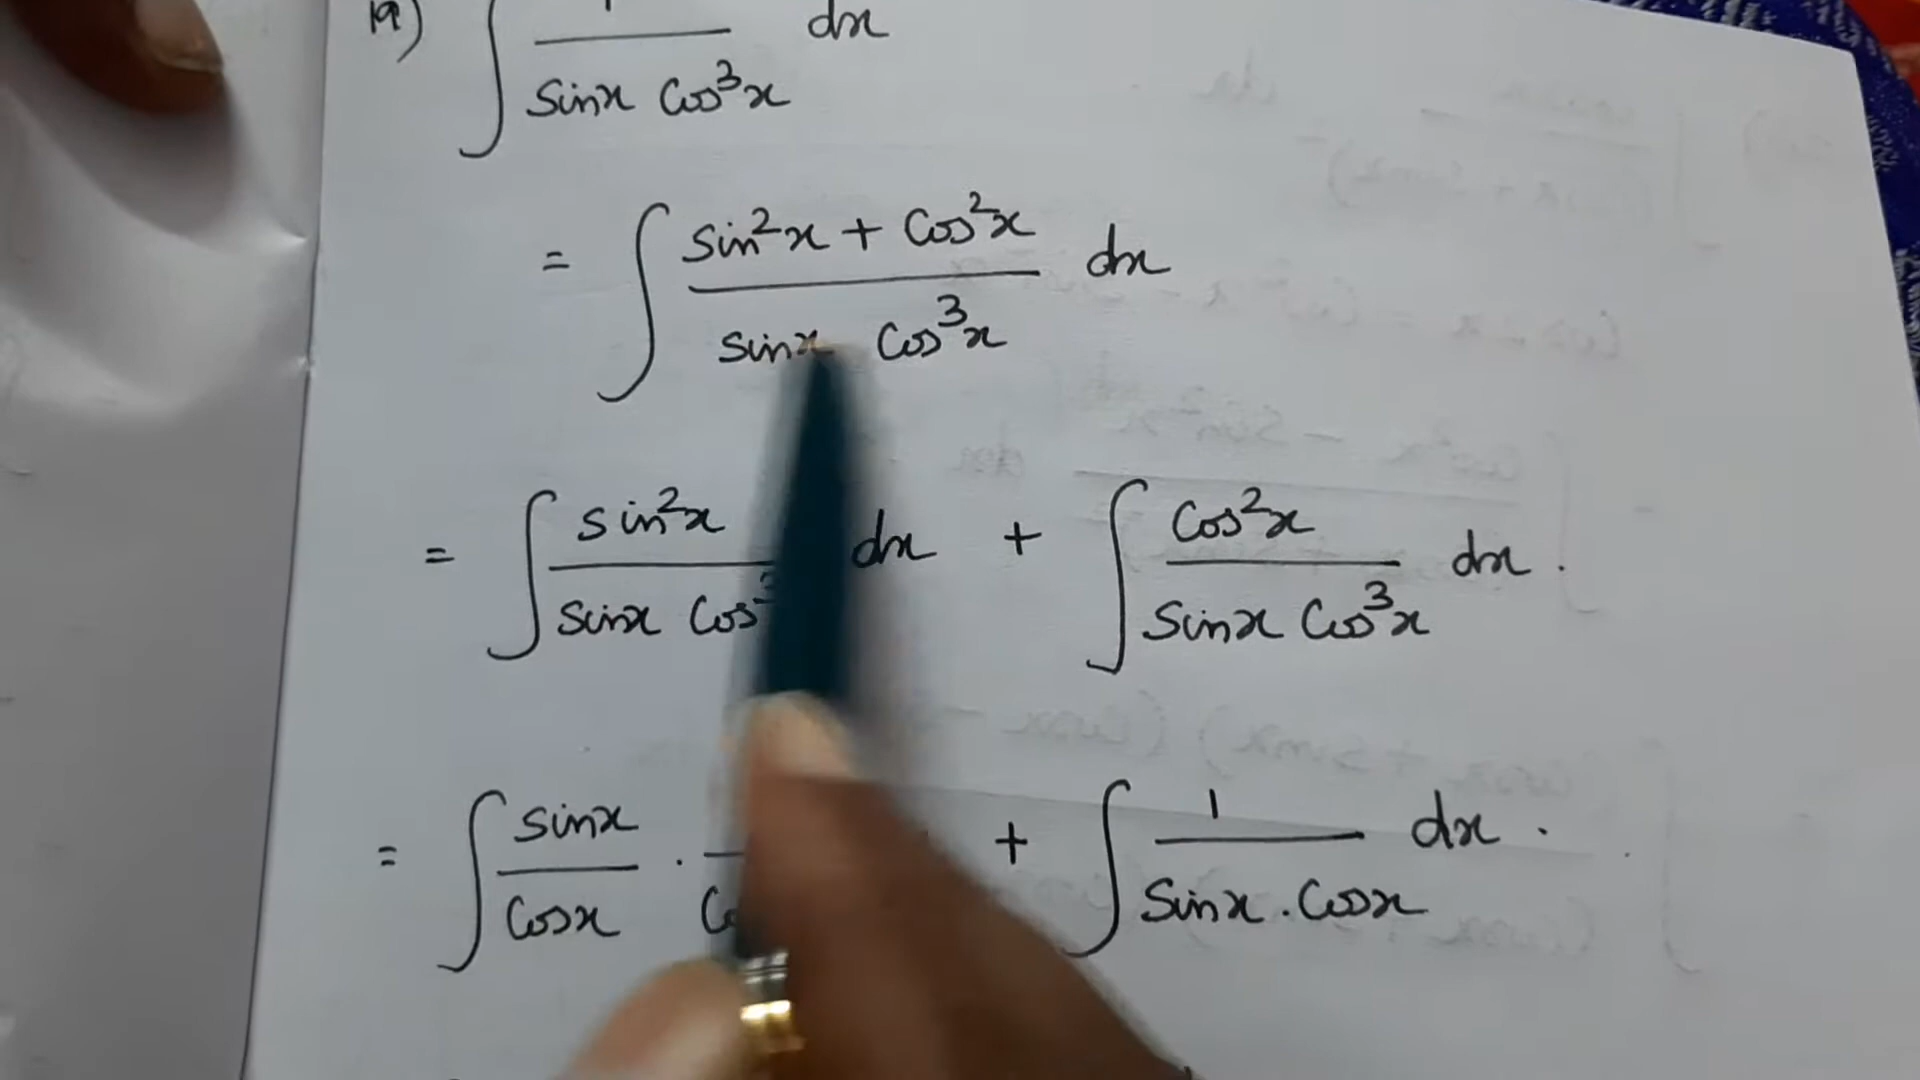 19) ∫ 1 / (sinx Cos³x) dx
= ∫ (sin²x + Cos²x) / (sinx Cos³x) dx
= ∫ sin²x / (sinx Cos³ dx + ∫ Cos²x / (Sinx Cos³x) dx.
= ∫ sinx / Cosx . + ∫ 1 / (Sinx . Cosx) dx.